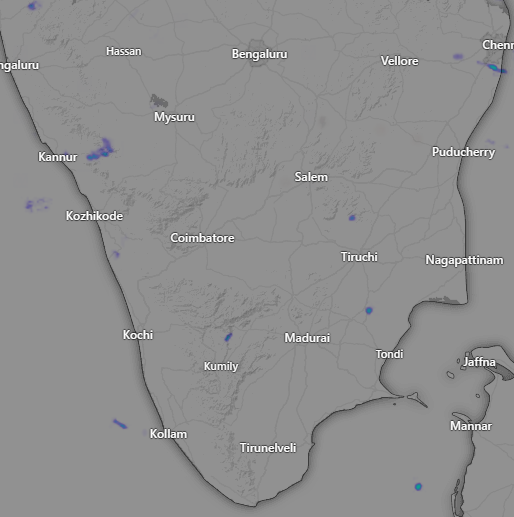 Chenn
Hassan
Bengaluru
Vellore
ngaluru
Mysuru
Kannur
Puducherry
Salem
Kozhikode
Coimbatore
Tiruchi
Nagapattinam
Kochi
Madurai
Tondi
Jaffna
Kumily
Mannar
Kollam
Tirunelveli